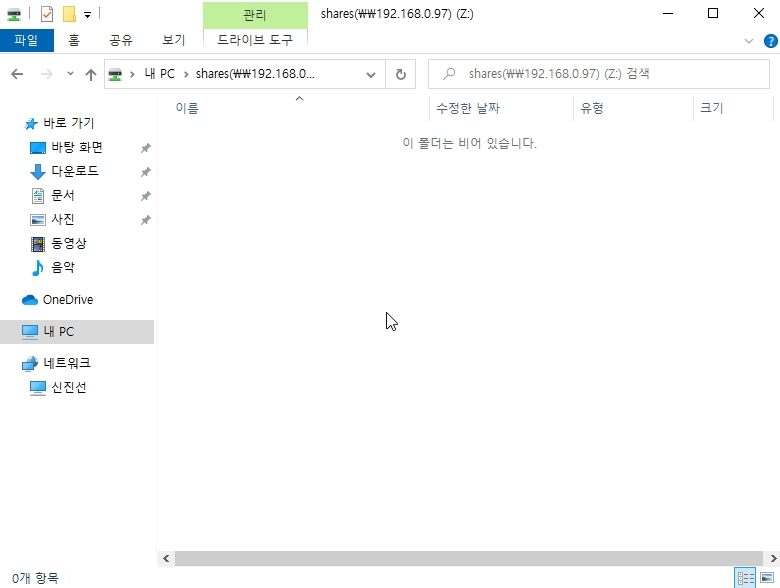 관리
shares(₩₩192.168.0.97) (Z:)
파일
홈
공유
보기
드라이브 도구
내 PC
shares(₩₩192.168.0...
shares(₩₩192.168.0.97) (Z:) 검색
이름
수정한 날짜
유형
크기
이 폴더는 비어 있습니다.
바로 가기
바탕 화면
다운로드
문서
사진
동영상
음악
OneDrive
내 PC
네트워크
신진선
0개 항목